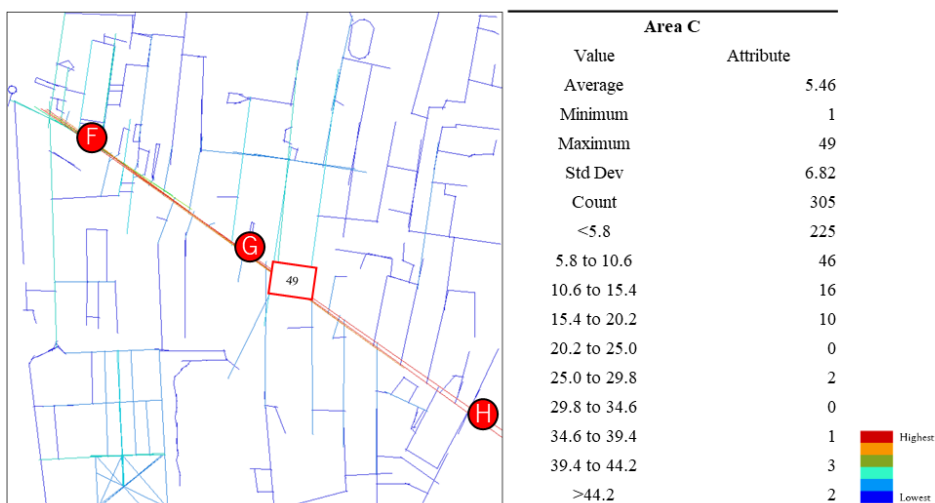 F
G
49
H
Area C
Value Attribute
Average 5.46
Minimum 1
Maximum 49
Std Dev 6.82
Count 305
<5.8 225
5.8 to 10.6 46
10.6 to 15.4 16
15.4 to 20.2 10
20.2 to 25.0 0
25.0 to 29.8 2
29.8 to 34.6 0
34.6 to 39.4 1
39.4 to 44.2 3
>44.2 2
Highest
Lowest